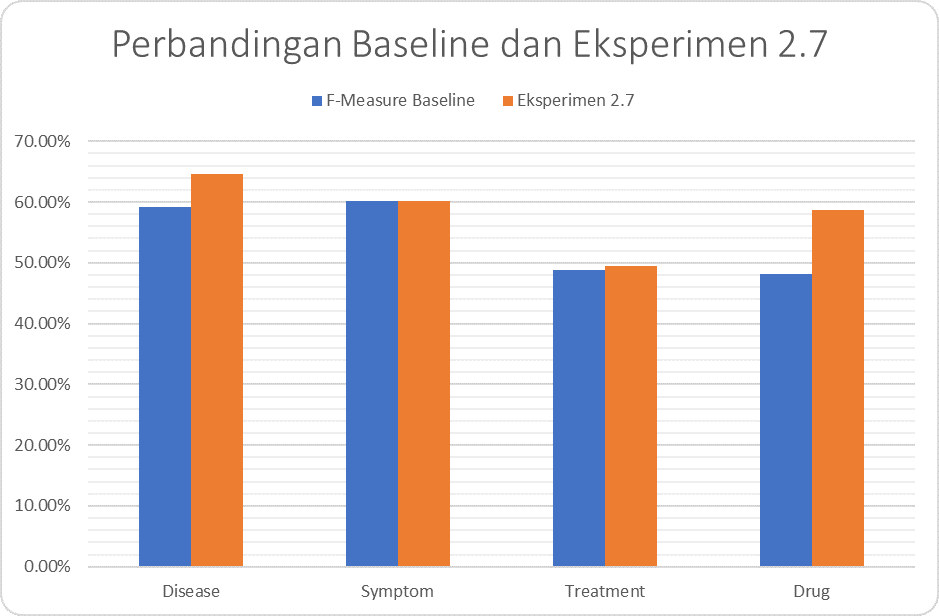 Perbandingan Baseline dan Eksperimen 2.7
F-Measure Baseline Eksperimen 2.7
70.00%
60.00%
50.00%
40.00%
30.00%
20.00%
10.00%
0.00%
Disease Symptom Treatment Drug